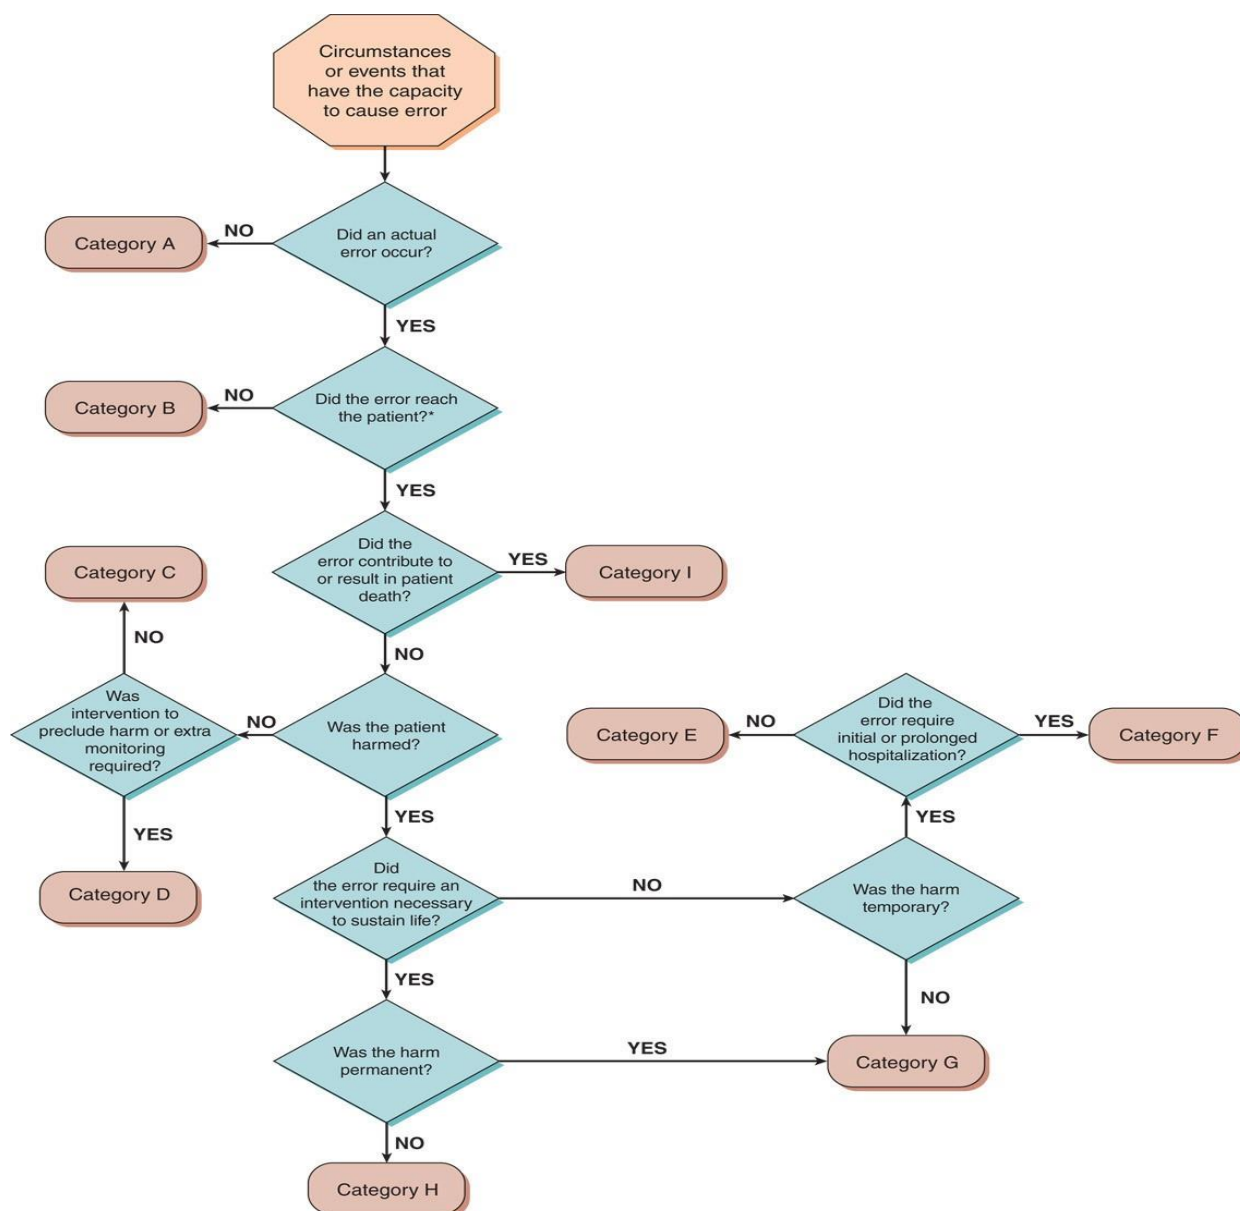 Circumstances
or events that
have the capacity
to cause error
Category A
NO
Did an actual
error occur?
YES
Category B
NO
Did the error reach
the patient?*
YES
Category C
Did the
error contribute to
or result in patient
death?
YES
Category I
NO
NO
Was
intervention to
preclude harm or extra
monitoring
required?
NO
Was the patient
harmed?
Category E
NO
Did the
error require
initial or prolonged
hospitalization?
YES
Category F
YES
YES
YES
Category D
Did
the error require an
intervention necessary
to sustain life?
NO
Was the harm
temporary?
YES
NO
Was the harm
permanent?
YES
Category G
NO
Category H